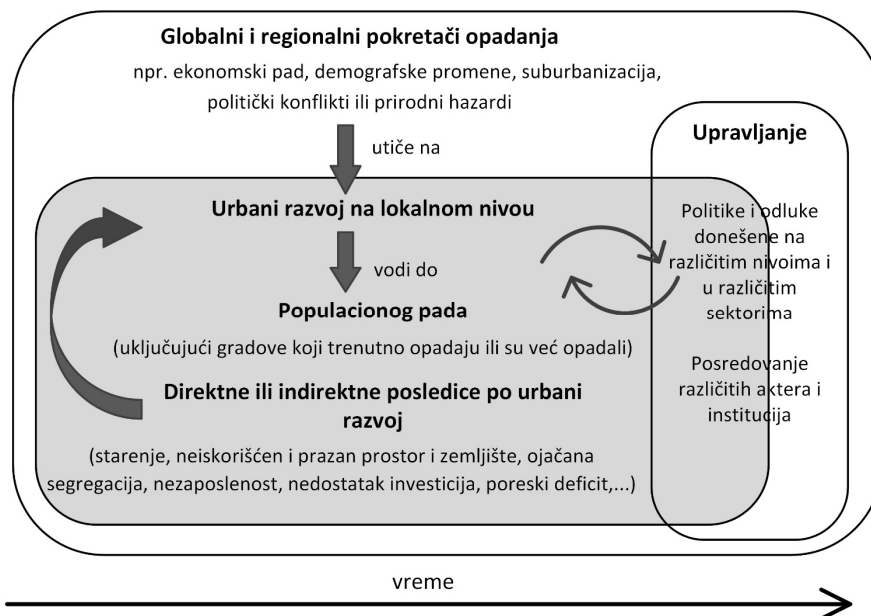 Globalni i regionalni pokretači opadanja
npr. ekonomski pad, demografske promene, suburbanizacija,
politički konflikti ili prirodni hazardi
utiče na
Urbani razvoj na lokalnom nivou
vodi do
Populacionog pada
(uključujući gradove koji trenutno opadaju ili su već opadali)
Direktne ili indirektne posledice po urbani
razvoj
(starenje, neiskorišćen i prazan prostor i zemljište, ojačana
segregacija, nezaposlenost, nedostatak investicija, poreski deficit,...)
Upravljanje
Politike i odluke
donešene na
različitim nivoima i
u različitim
sektorima
Posredovanje
različitih aktera i
institucija
vreme